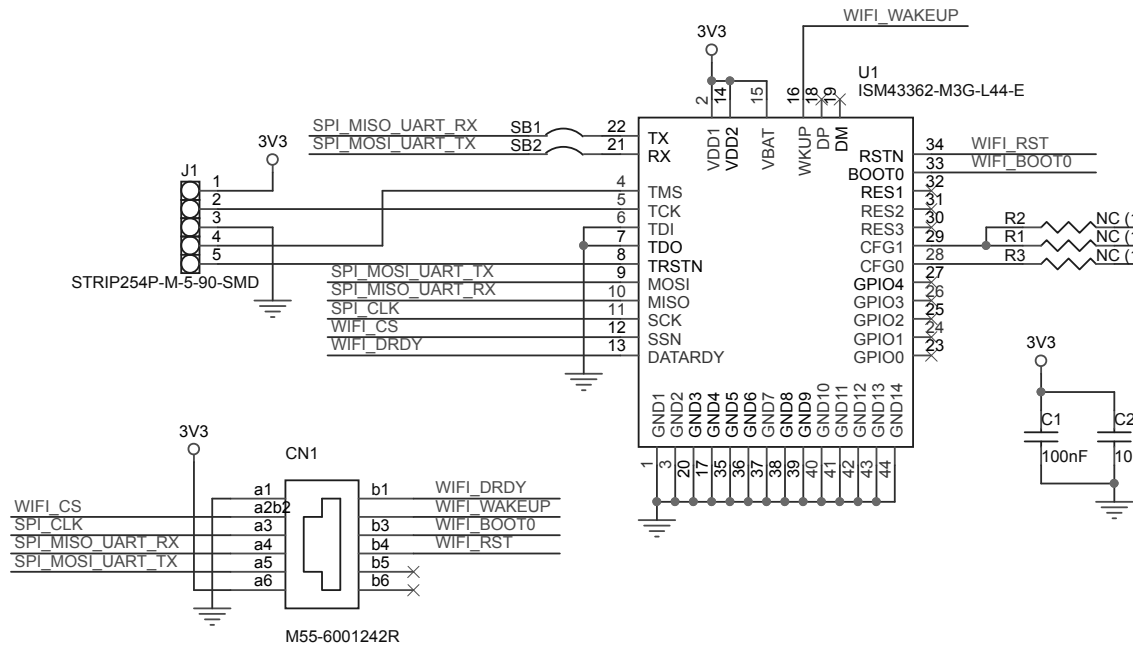 WIFI_WAKEUP
3V3
U1
ISM43362-M3G-L44-E
2
14
15
16
18
19
VDD1
VDD2
VBAT
WKUP
DP
DM
SPI_MISO_UART_RX
SB1
22
TX
SPI_MOSI_UART_TX
SB2
21
RX
RSTN
34
WIFI_RST
BOOT0
33
WIFI_BOOT0
RES1
32
RES2
31
RES3
30
CFG1
29
CFG0
28
GPIO4
27
GPIO3
26
GPIO2
25
GPIO1
24
GPIO0
23
R2
NC (
R1
NC (
R3
NC (
3V3
J1
1
2
3
4
5
STRIP254P-M-5-90-SMD
4
TMS
5
TCK
6
TDI
7
TDO
8
TRSTN
SPI_MOSI_UART_TX
9
MOSI
SPI_MISO_UART_RX
10
MISO
SPI_CLK
11
SCK
WIFI_CS
12
SSN
WIFI_DRDY
13
DATARDY
GND1
GND2
GND3
GND4
GND5
GND6
GND7
GND8
GND9
GND10
GND11
GND12
GND13
GND14
1
3
20
17
35
36
37
38
39
40
41
42
43
44
3V3
C1
100nF
C2
10
3V3
CN1
a1
b1
WIFI_DRDY
WIFI_CS
a2b2
WIFI_WAKEUP
SPI_CLK
a3
b3
WIFI_BOOT0
SPI_MISO_UART_RX
a4
b4
WIFI_RST
SPI_MOSI_UART_TX
a5
b5
a6
b6
M55-6001242R